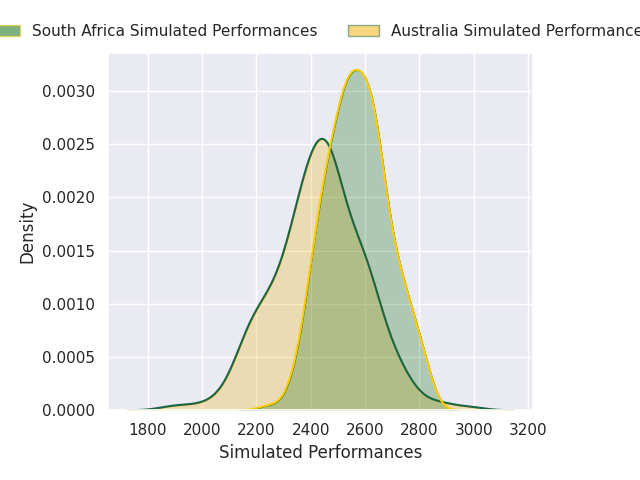 South Africa Simulated Performances
Australia Simulated Performance
0.0030
0.0025
0.0020
0.0015
0.0010
0.0005
0.0000
Density
1800 2000 2200 2400 2600 2800 3000 3200
Simulated Performances